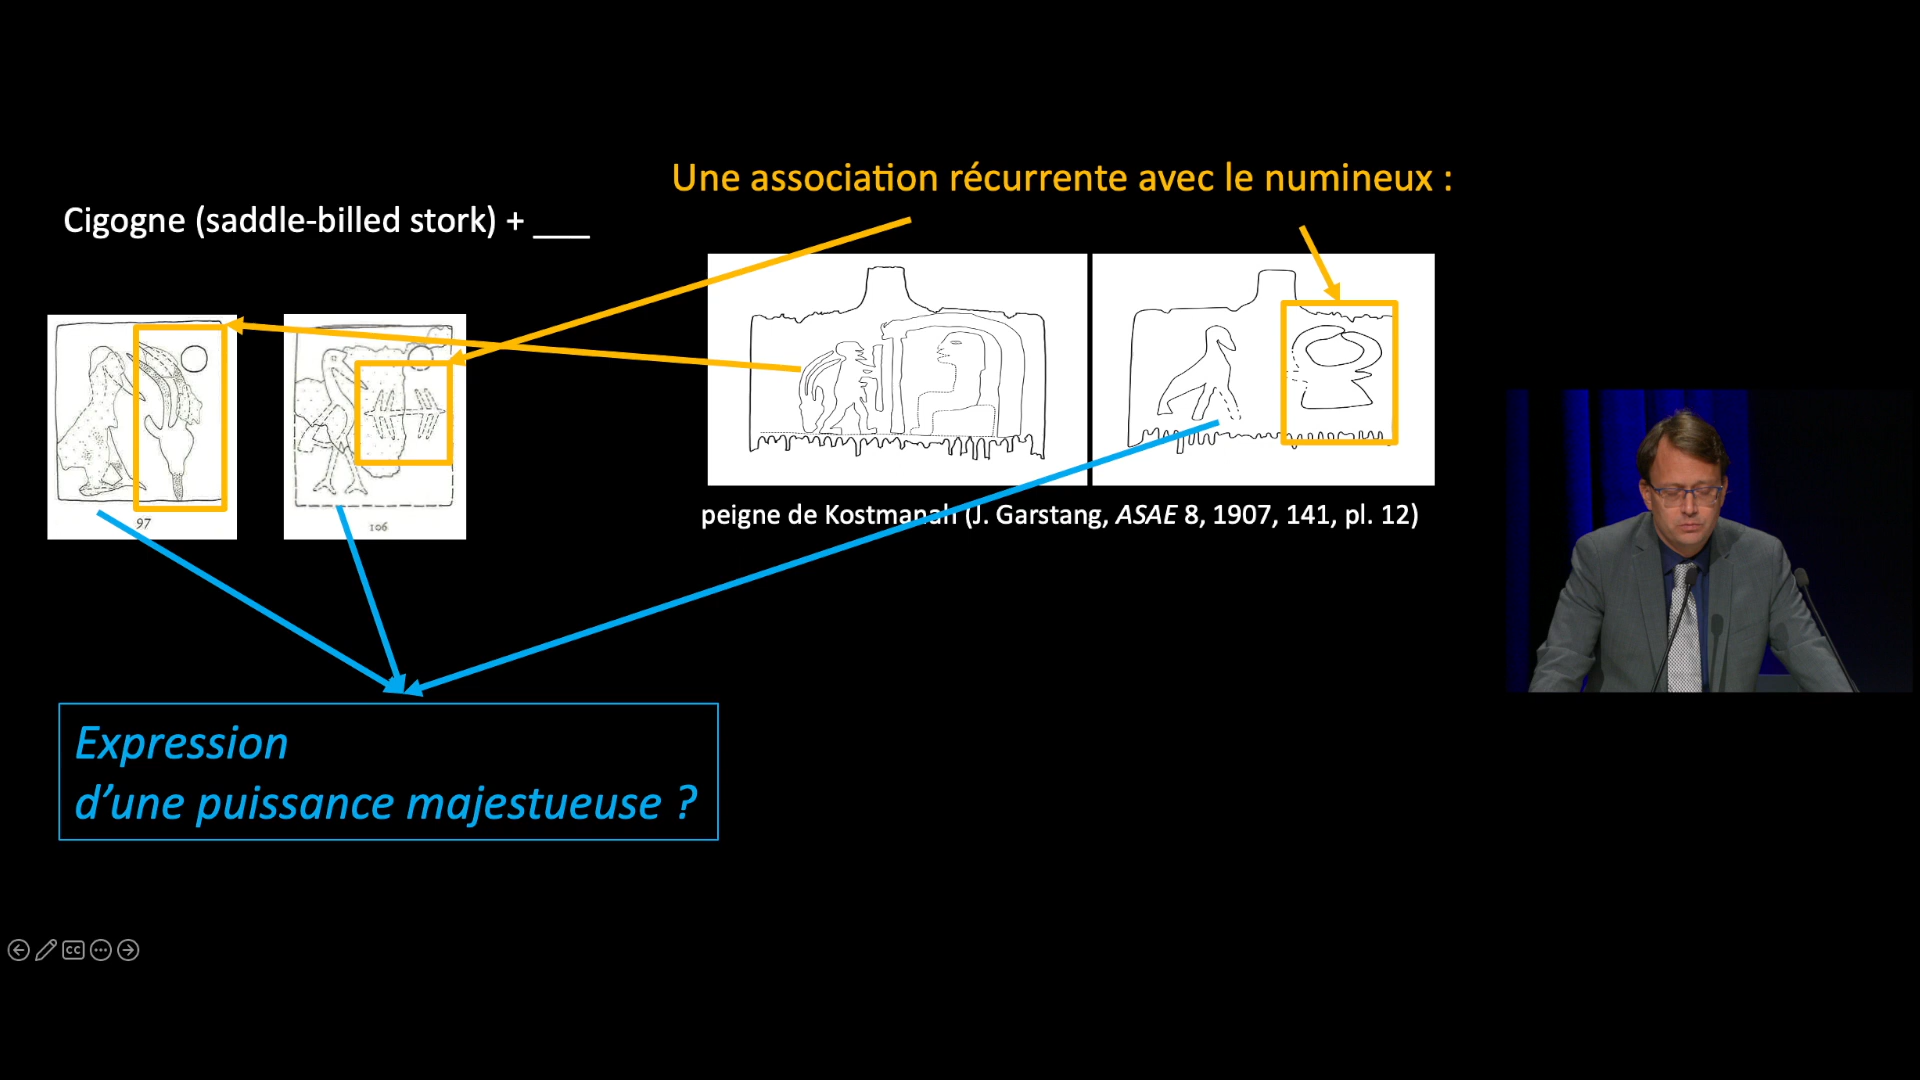 Une association récurrente avec le numineux :
Cigogne (saddle-billed stork) + ___
97
106
peigne de Kostmanah (J. Garstang, ASAE 8, 1907, 141, pl. 12)
Expression
d’une puissance majestueuse ?
CC